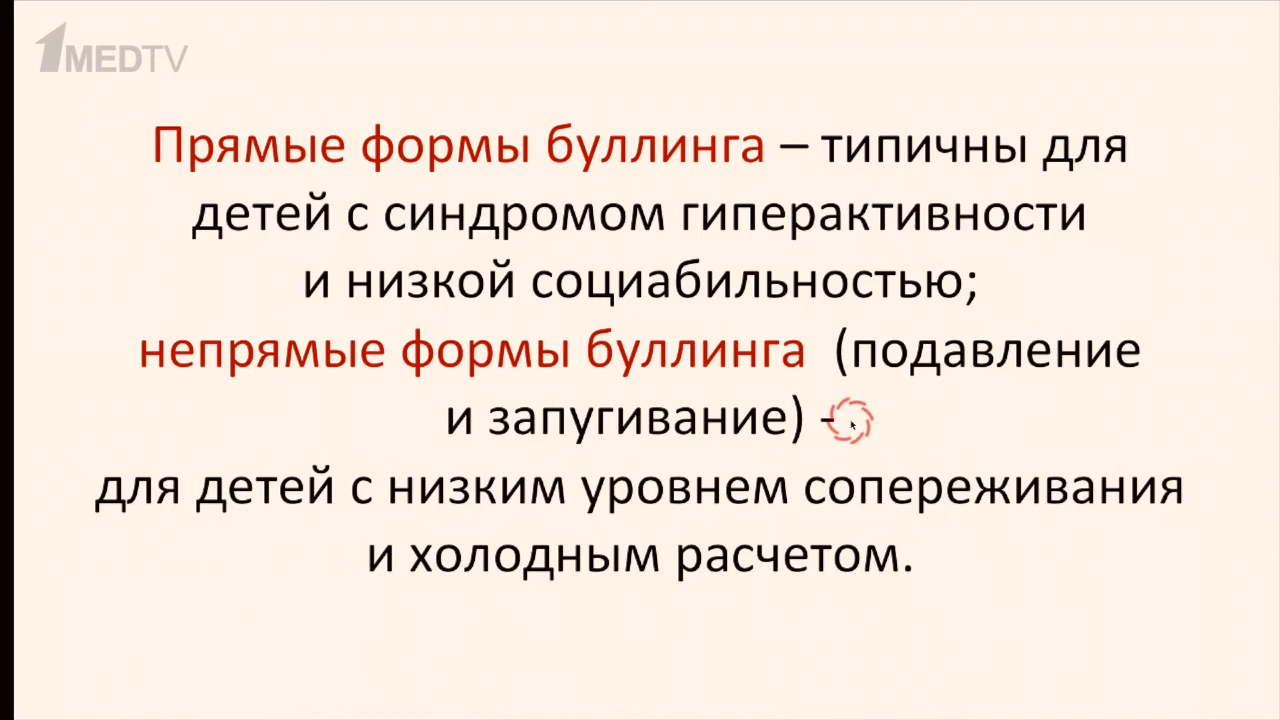 1MEDTV
Прямые формы буллинга – типичны для
детей с синдромом гиперактивности
и низкой социабильностью;
непрямые формы буллинга (подавление
и запугивание) -
для детей с низким уровнем сопереживания
и холодным расчетом.